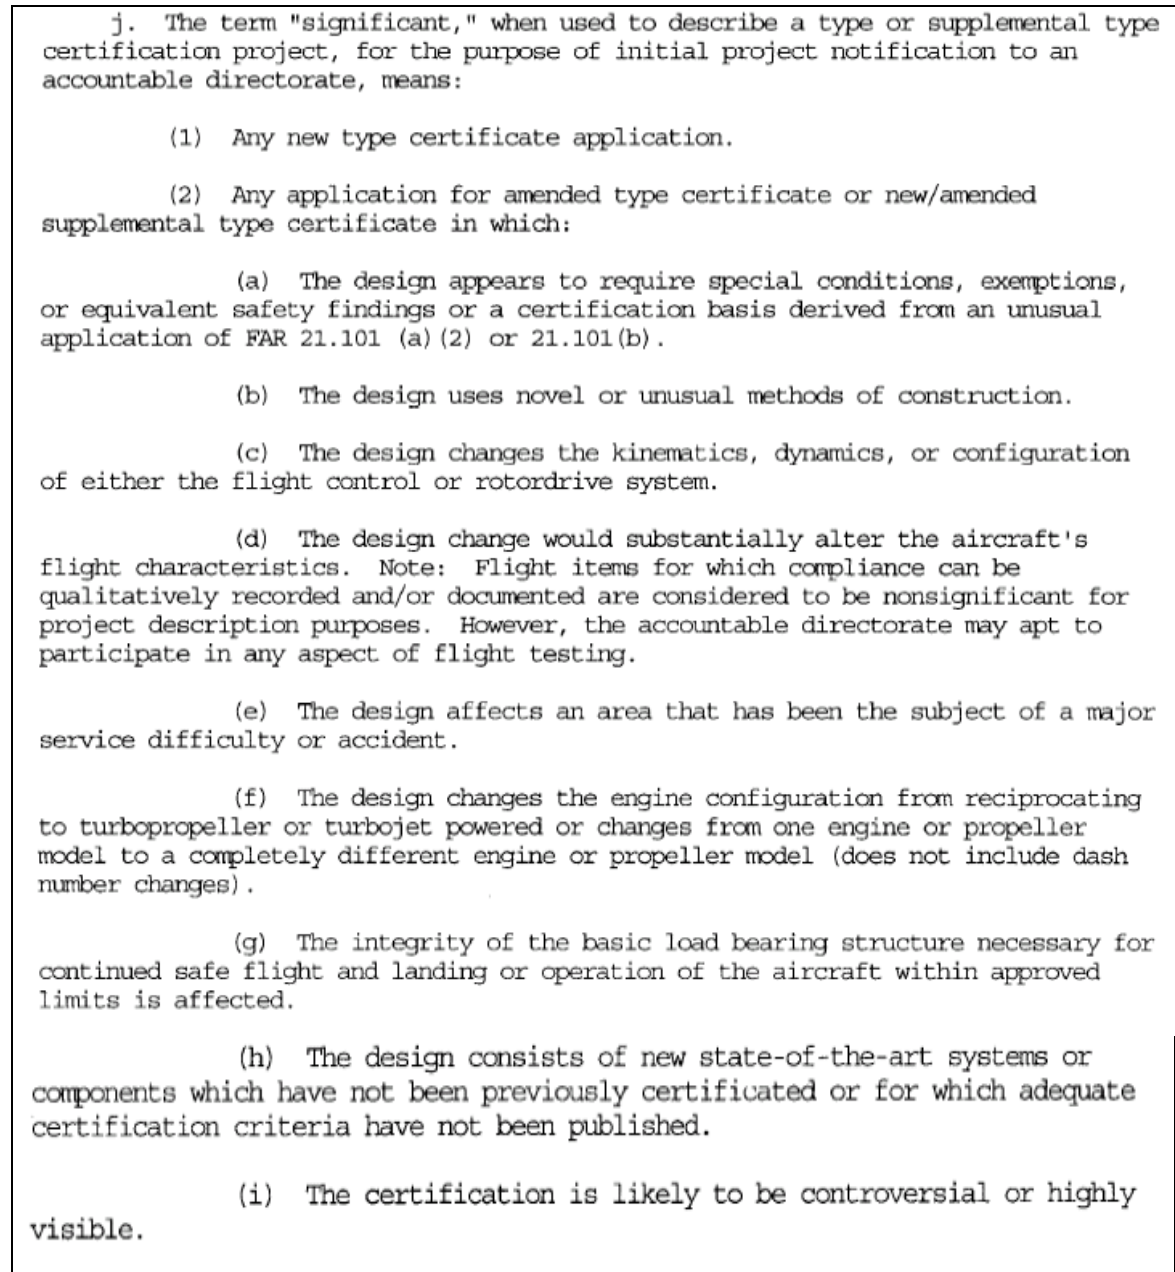 j. The term "significant," when used to describe a type or supplemental type
certification project, for the purpose of initial project notification to an
accountable directorate, means:
(1) Any new type certificate application.
(2) Any application for amended type certificate or new/amended
supplemental type certificate in which:
(a) The design appears to require special conditions, exemptions,
or equivalent safety findings or a certification basis derived from an unusual
application of FAR 21.101 (a)(2) or 21.101(b).
(b) The design uses novel or unusual methods of construction.
(c) The design changes the kinematics, dynamics, or configuration
of either the flight control or rotordrive system.
(d) The design change would substantially alter the aircraft's
flight characteristics. Note: Flight items for which compliance can be
qualitatively recorded and/or documented are considered to be nonsignificant for
project description purposes. However, the accountable directorate may apt to
participate in any aspect of flight testing.
(e) The design affects an area that has been the subject of a major
service difficulty or accident.
(f) The design changes the engine configuration from reciprocating
to turbopropeller or turbojet powered or changes from one engine or propeller
model to a completely different engine or propeller model (does not include dash
number changes).
(g) The integrity of the basic load bearing structure necessary for
continued safe flight and landing or operation of the aircraft within approved
limits is affected.
(h) The design consists of new state-of-the-art systems or
components which have not been previously certificated or for which adequate
certification criteria have not been published.
(i) The certification is likely to be controversial or highly
visible.